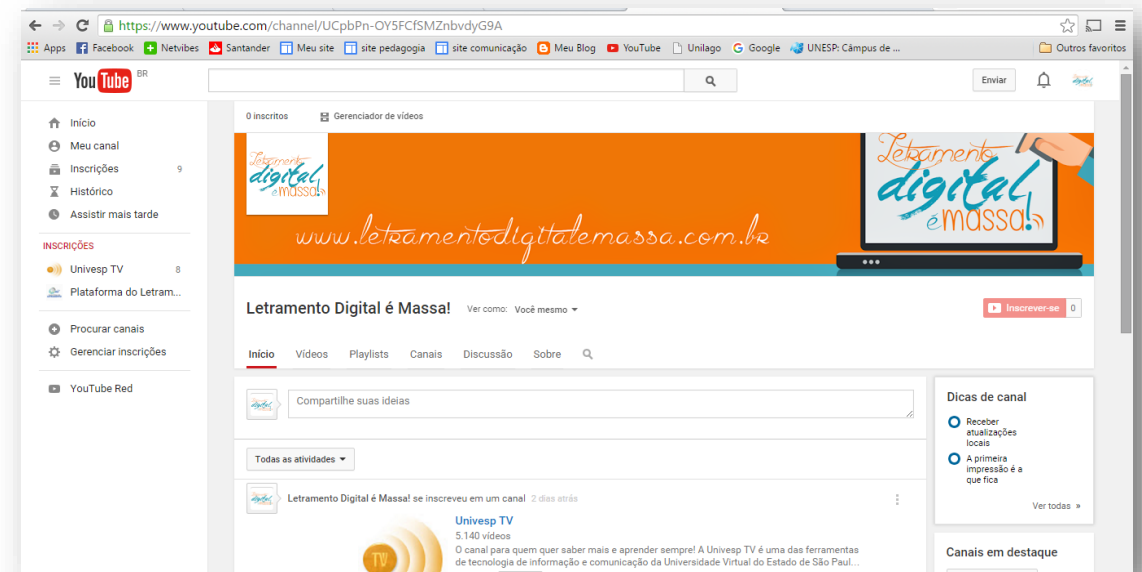 https://www.youtube.com/channel/UCpbPn-OY5FCfSMZnbvdyG9A
Apps Facebook Netvibes Santander Meu site site pedagogia site comunicação Meu Blog YouTube Unilago Google UNESP: Câmpus de ... Outros favoritos
YouTube BR
Enviar
Início
Meu canal
Inscrições 9
Histórico
Assistir mais tarde
INSCRIÇÕES
Univesp TV 8
Plataforma do Letram...
Procurar canais
Gerenciar inscrições
YouTube Red
0 inscritos Gerenciador de vídeos
Letramento
digital
é massa!
www.letramentodigitalemassa.com.br
Letramento
digital
é massa!
Letramento Digital é Massa! Ver como: Você mesmo
Inscrever-se 0
Início Vídeos Playlists Canais Discussão Sobre
Compartilhe suas ideias
Todas as atividades
Letramento Digital é Massa! se inscreveu em um canal 2 dias atrás
TV
Univesp TV
5.140 vídeos
O canal para quem quer saber mais e aprender sempre! A Univesp TV é uma das ferramentas
de tecnologia de informação e comunicação da Universidade Virtual do Estado de São Paul...
Dicas de canal
Receber
atualizações
locais
A primeira
impressão é a
que fica
Ver todas »
Canais em destaque